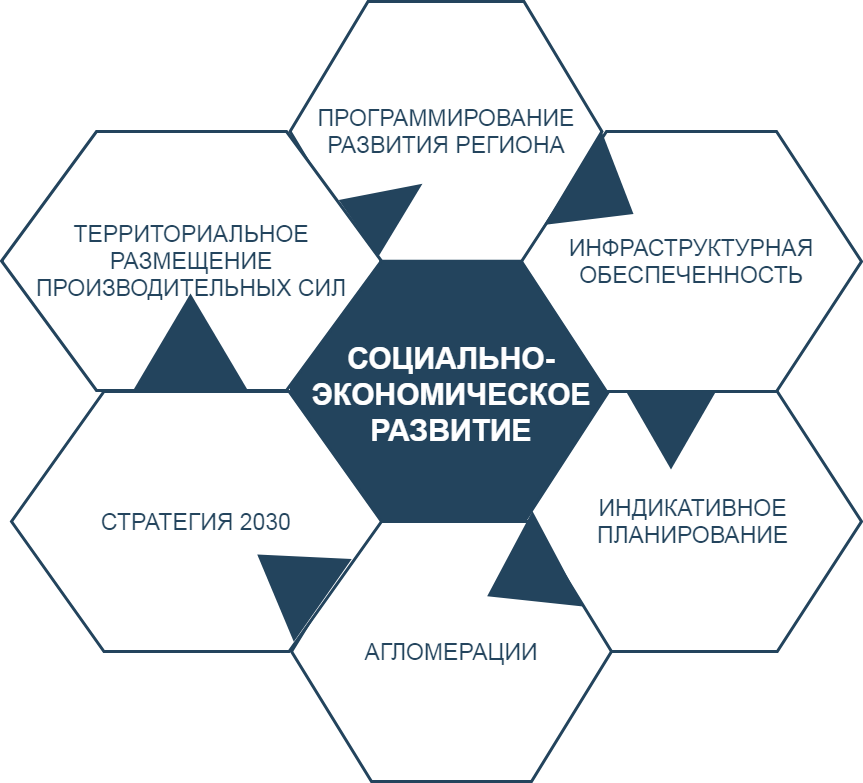 ПРОГРАММИРОВАНИЕ
РАЗВИТИЯ РЕГИОНА
ТЕРРИТОРИАЛЬНОЕ
РАЗМЕЩЕНИЕ
ПРОИЗВОДИТЕЛЬНЫХ СИЛ
ИНФРАСТРУКТУРНАЯ
ОБЕСПЕЧЕННОСТЬ
СОЦИАЛЬНО-
ЭКОНОМИЧЕСКОЕ
РАЗВИТИЕ
СТРАТЕГИЯ 2030
ИНДИКАТИВНОЕ
ПЛАНИРОВАНИЕ
АГЛОМЕРАЦИИ